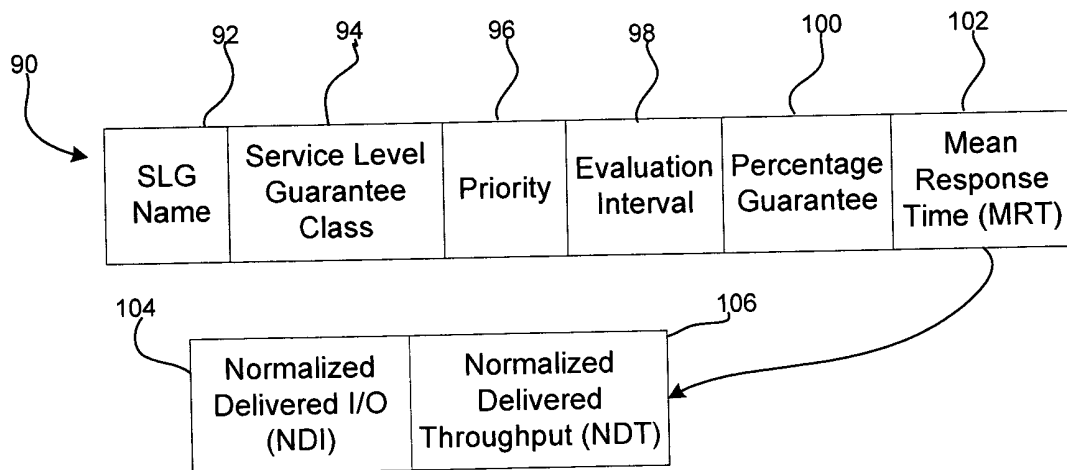 90
92
94
96
98
100
102
SLG
Name
Service Level
Guarantee
Class
Priority
Evaluation
Interval
Percentage
Guarantee
Mean
Response
Time (MRT)
104
106
Normalized
Delivered I/O
(NDI)
Normalized
Delivered
Throughput (NDT)